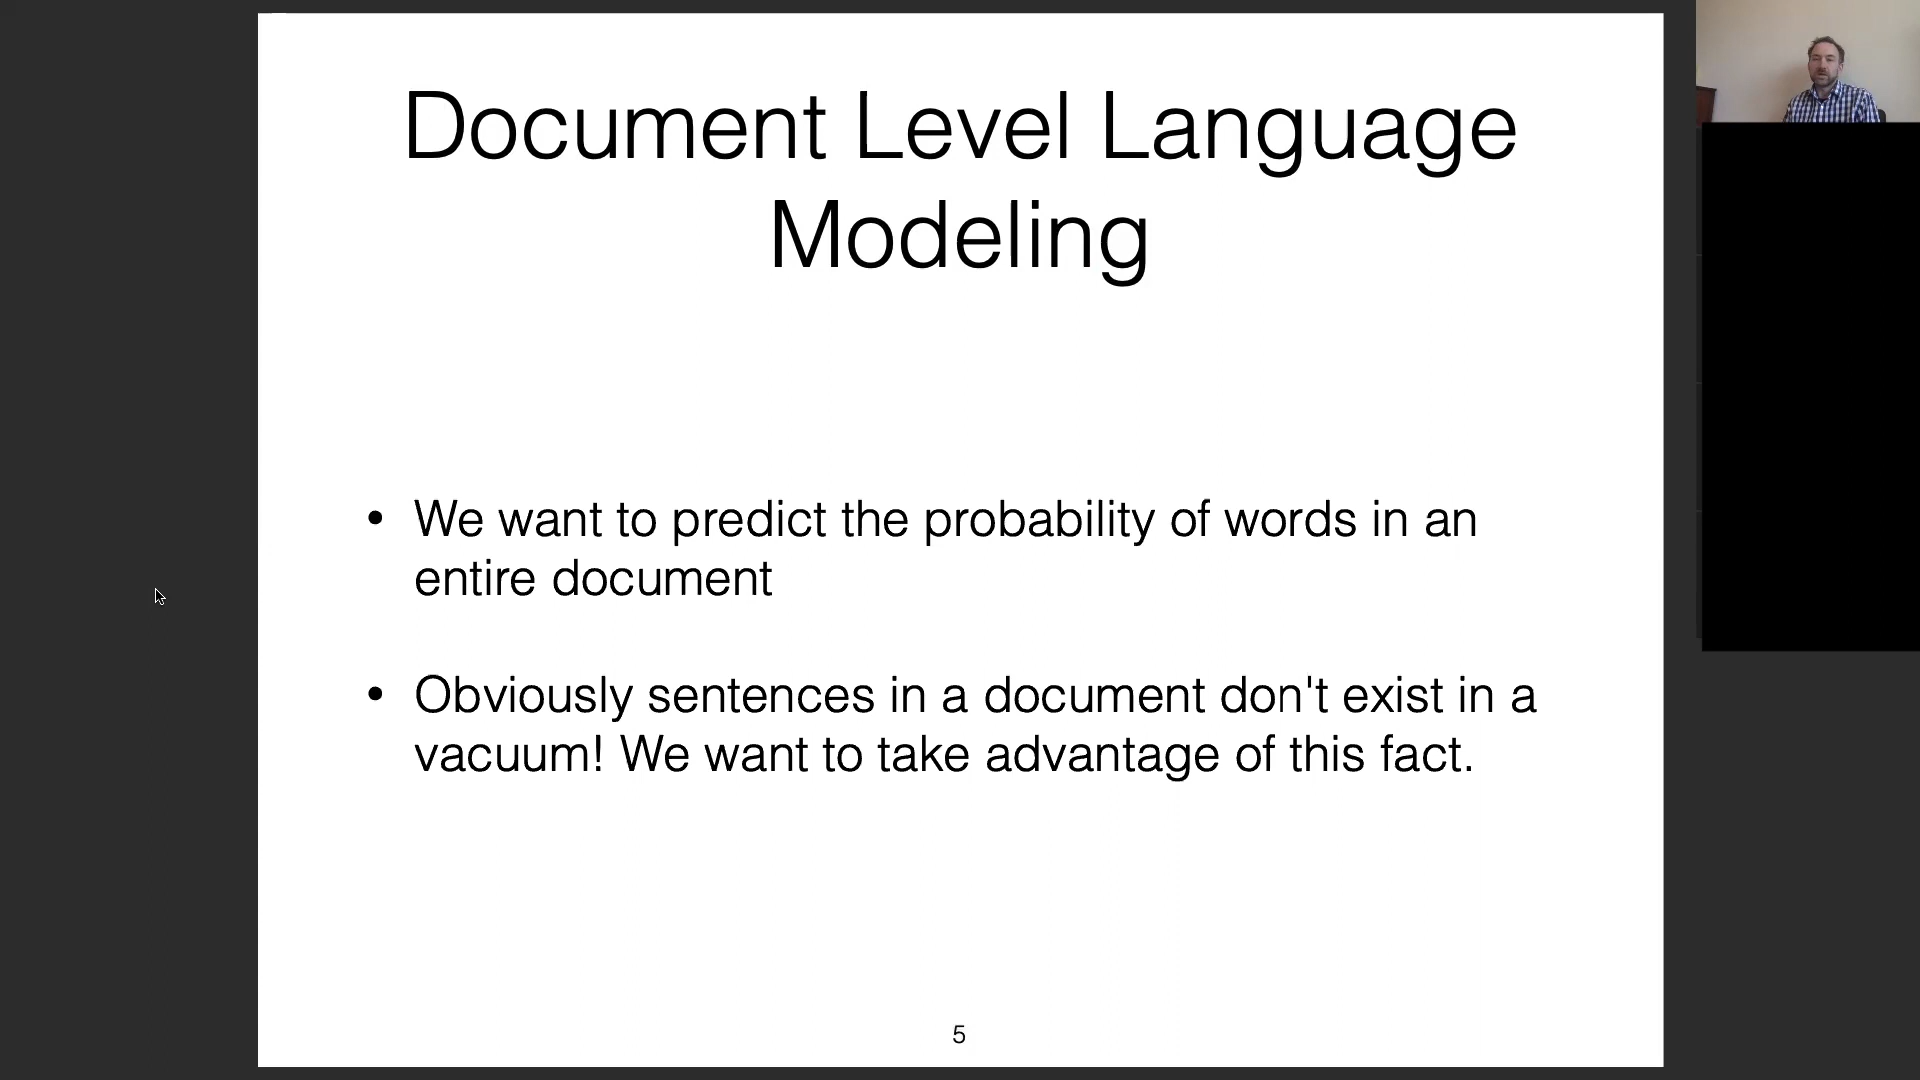 Document Level Language
Modeling
• We want to predict the probability of words in an
entire document
• Obviously sentences in a document don't exist in a
vacuum! We want to take advantage of this fact.
5